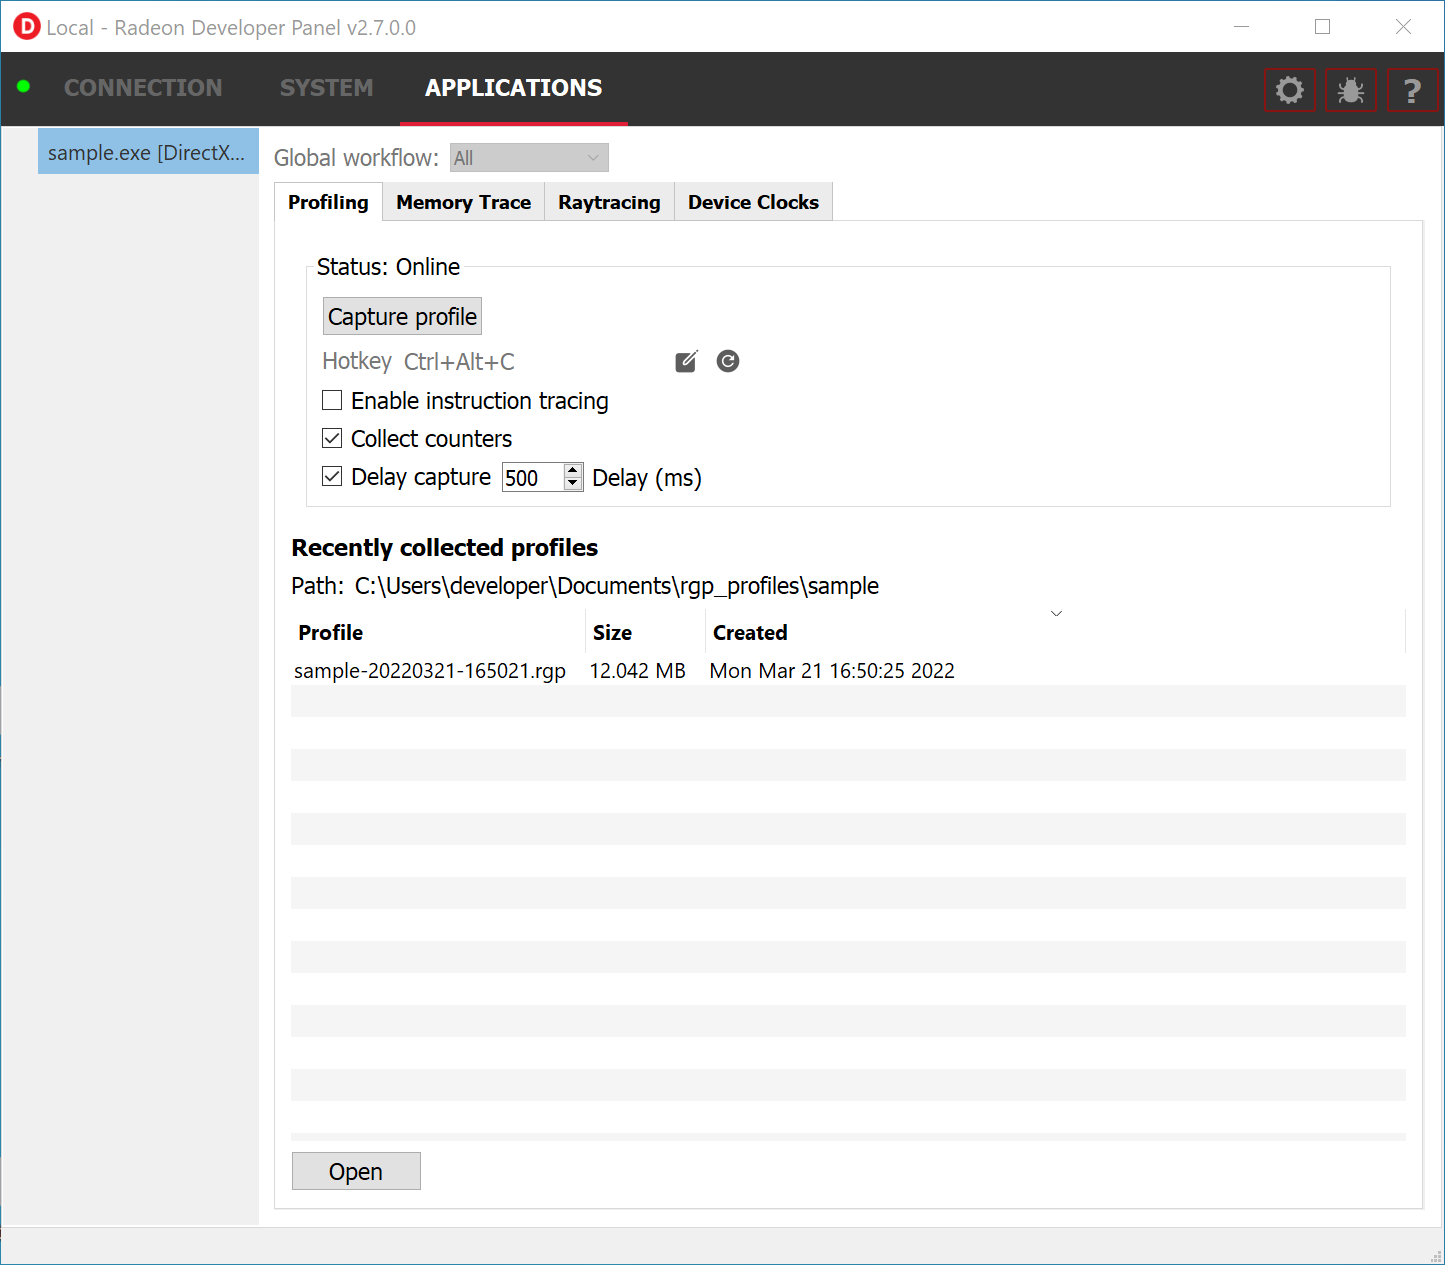 D Local - Radeon Developer Panel v2.7.0.0
CONNECTION SYSTEM APPLICATIONS ?
sample.exe [DirectX...
Global workflow: All
Profiling Memory Trace Raytracing Device Clocks
Status: Online
Capture profile
Hotkey Ctrl+Alt+C
Enable instruction tracing
Collect counters
Delay capture 500 Delay (ms)
Recently collected profiles
Path: C:\Users\developer\Documents\rgp_profiles\sample
Profile Size Created
sample-20220321-165021.rgp 12.042 MB Mon Mar 21 16:50:25 2022
Open